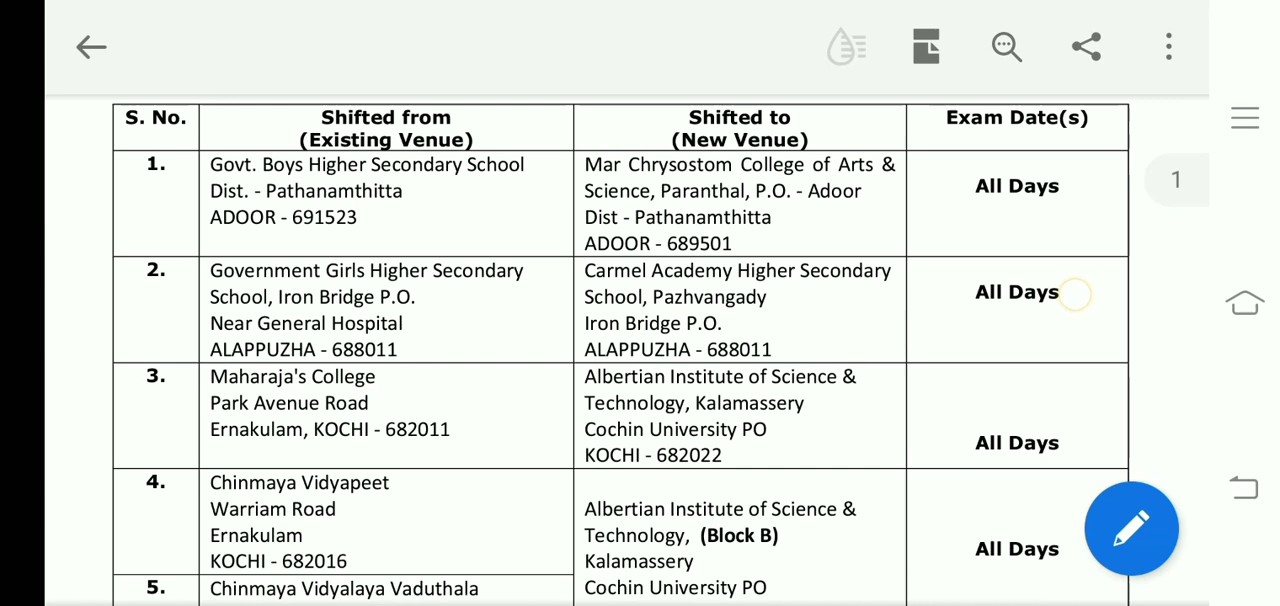 S. No.
Shifted from
(Existing Venue)
Shifted to
(New Venue)
Exam Date(s)
1.
Govt. Boys Higher Secondary School
Dist. - Pathanamthitta
ADOOR - 691523
Mar Chrysostom College of Arts &
Science, Paranthal, P.O. - Adoor
Dist - Pathanamthitta
ADOOR - 689501
All Days
2.
Government Girls Higher Secondary
School, Iron Bridge P.O.
Near General Hospital
ALAPPUZHA - 688011
Carmel Academy Higher Secondary
School, Pazhvangady
Iron Bridge P.O.
ALAPPUZHA - 688011
All Days
3.
Maharaja's College
Park Avenue Road
Ernakulam, KOCHI - 682011
Albertian Institute of Science &
Technology, Kalamassery
Cochin University PO
KOCHI - 682022
All Days
4.
Chinmaya Vidyapeet
Warriam Road
Ernakulam
KOCHI - 682016
Albertian Institute of Science &
Technology, (Block B)
Kalamassery
Cochin University PO
All Days
5.
Chinmaya Vidyalaya Vaduthala
1